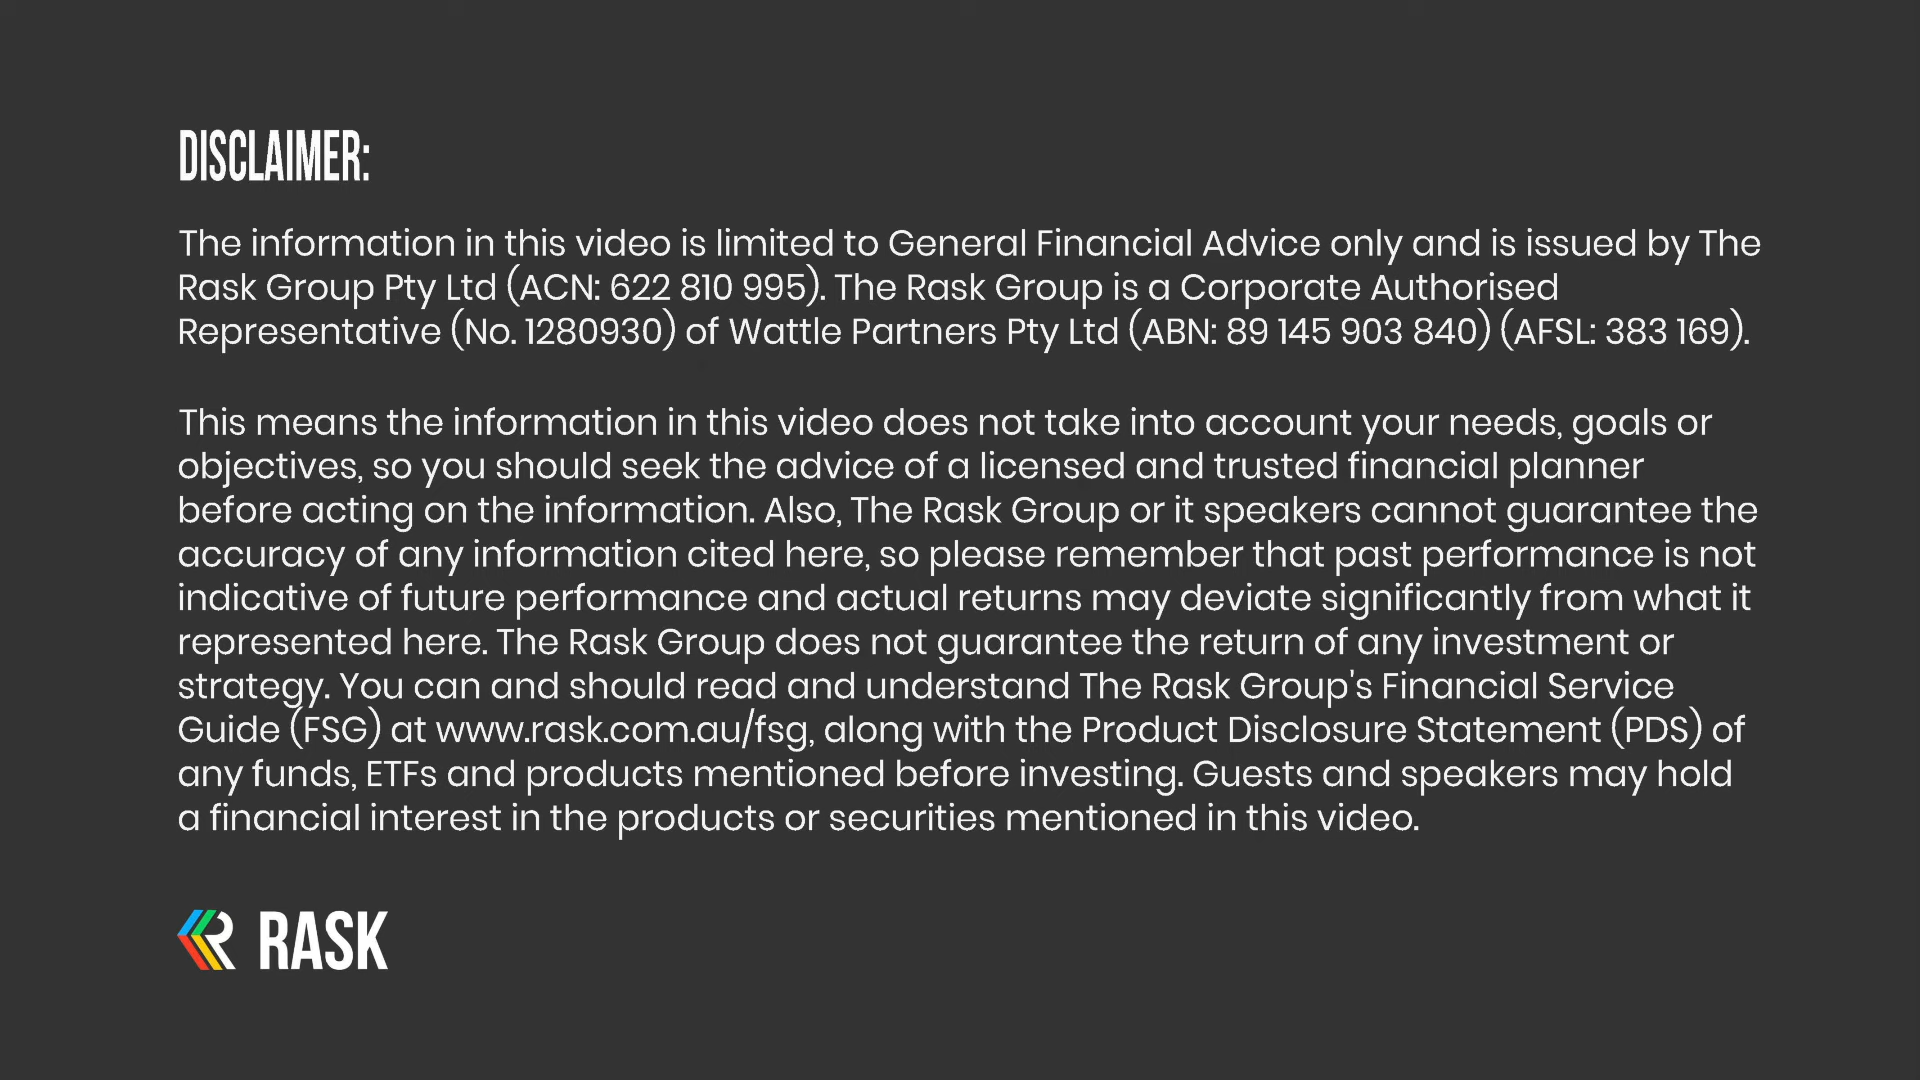 DISCLAIMER:
The information in this video is limited to General Financial Advice only and is issued by The
Rask Group Pty Ltd (ACN: 622 810 995). The Rask Group is a Corporate Authorised
Representative (No. 1280930) of Wattle Partners Pty Ltd (ABN: 89 145 903 840) (AFSL: 383 169).
This means the information in this video does not take into account your needs, goals or
objectives, so you should seek the advice of a licensed and trusted financial planner
before acting on the information. Also, The Rask Group or it speakers cannot guarantee the
accuracy of any information cited here, so please remember that past performance is not
indicative of future performance and actual returns may deviate significantly from what it
represented here. The Rask Group does not guarantee the return of any investment or
strategy. You can and should read and understand The Rask Group's Financial Service
Guide (FSG) at www.rask.com.au/fsg, along with the Product Disclosure Statement (PDS) of
any funds, ETFs and products mentioned before investing. Guests and speakers may hold
a financial interest in the products or securities mentioned in this video.
RASK